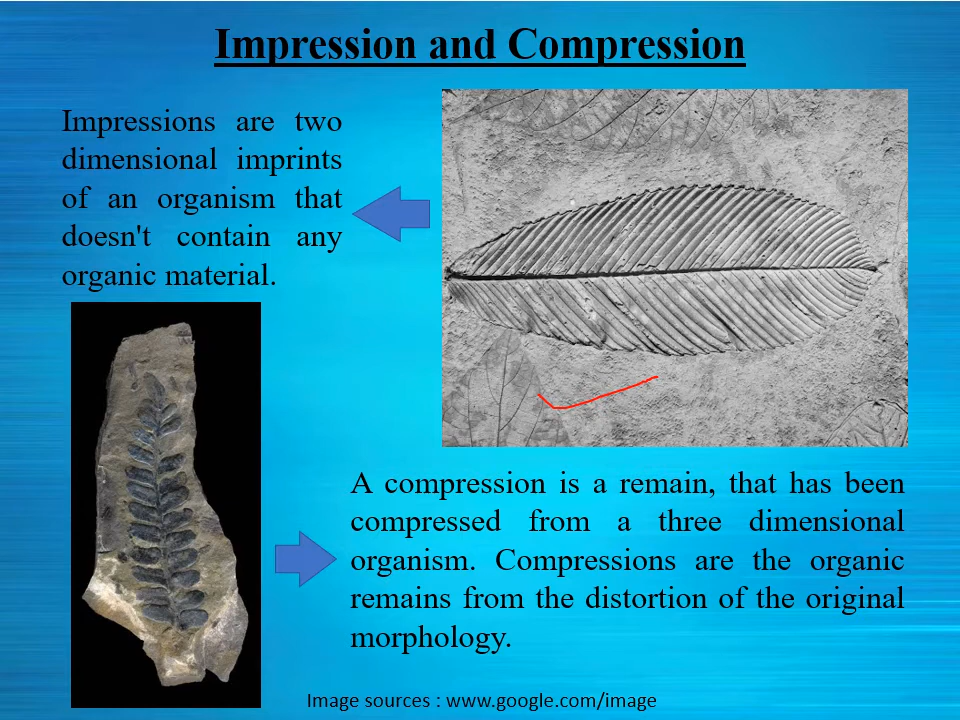 Impression and Compression
Impressions are two
dimensional imprints
of an organism that
doesn't contain any
organic material.
A compression is a remain, that has been
compressed from a three dimensional
organism. Compressions are the organic
remains from the distortion of the original
morphology.
Image sources : www.google.com/image